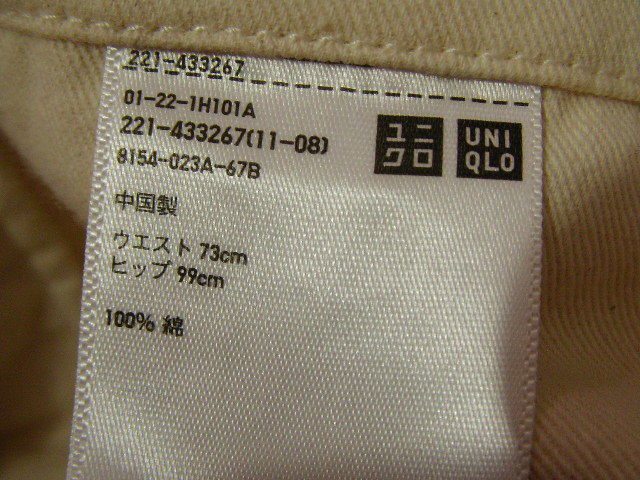 221-433267
01-22-1H101A
221-433267(11-08)
8154-023A-67B
ユニ
クロ
UNI
QLO
中国製
ウエスト 73cm
ヒップ 99cm
100% 綿